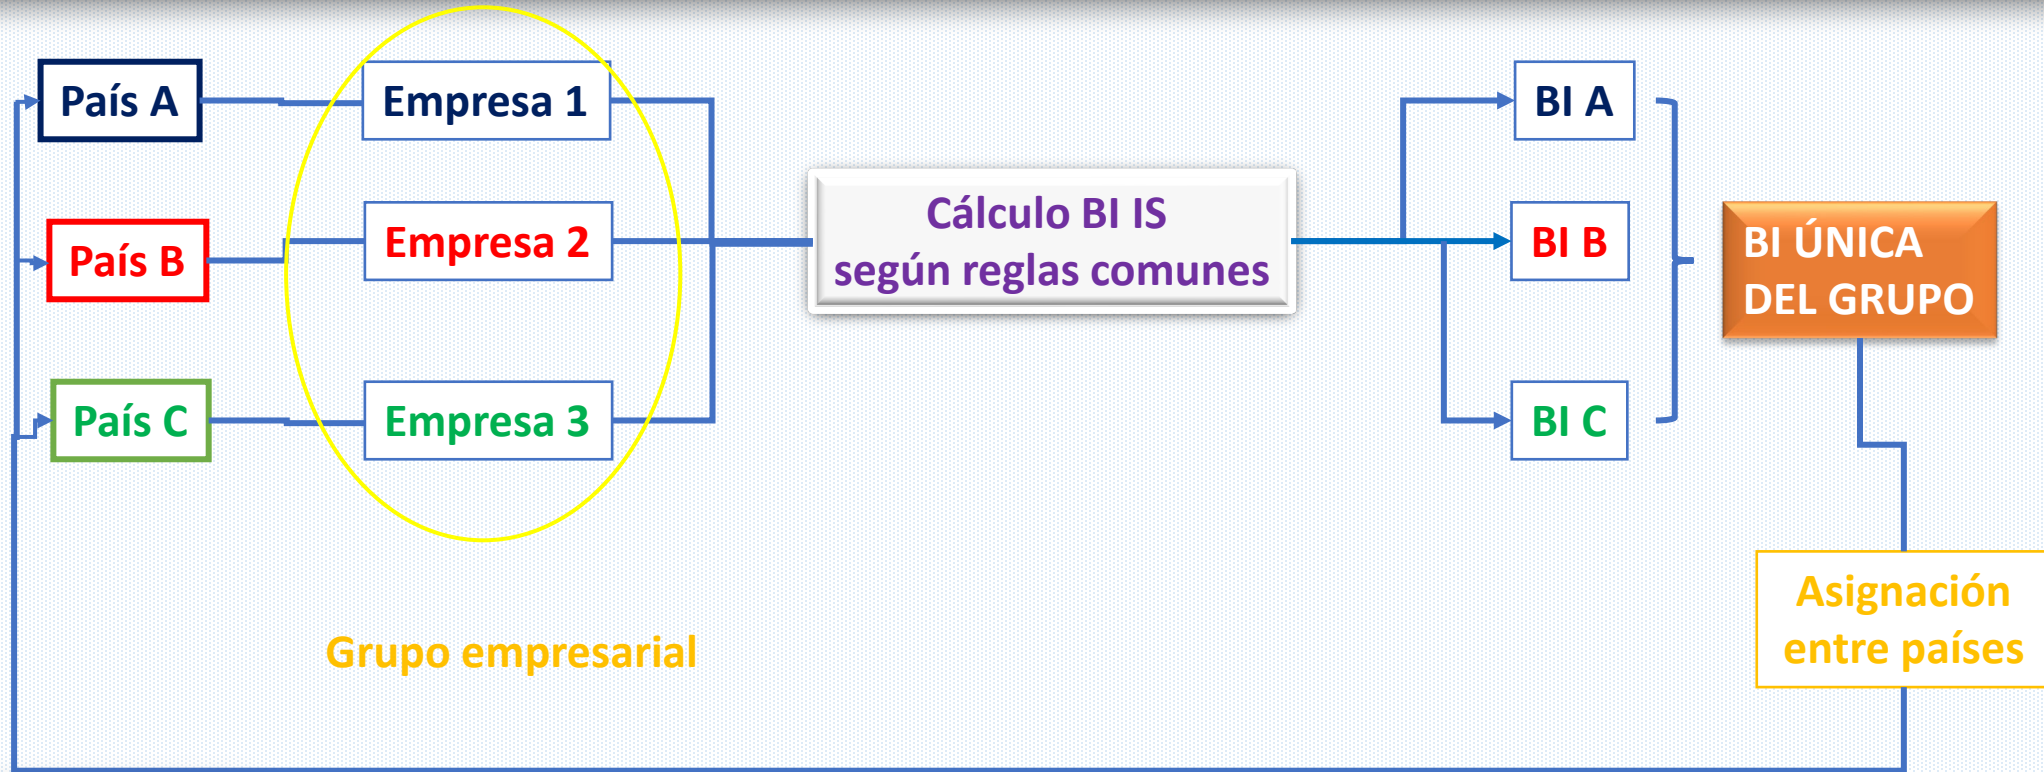 País A
Empresa 1
BI A
País B
Empresa 2
Cálculo BI IS
según reglas comunes
BI B
BI ÚNICA
DEL GRUPO
País C
Empresa 3
BI C
Grupo empresarial
Asignación
entre países